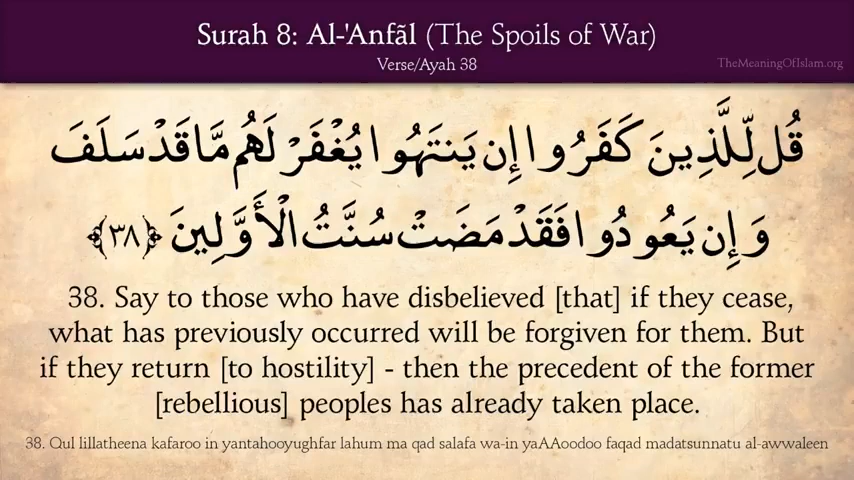 Surah 8: Al-'Anfãl (The Spoils of War)
Verse/Ayah 38
TheMeaningOfIslam.org
قُل لِّلَّذِينَ كَفَرُوا إِن يَنتَهُوا يُغْفَرْ لَهُم مَّا قَدْ سَلَفَ
وَإِن يَعُودُوا فَقَدْ مَضَتْ سُنَّتُ الْأَوَّلِينَ ﴿٣٨﴾
38. Say to those who have disbelieved [that] if they cease,
what has previously occurred will be forgiven for them. But
if they return [to hostility] - then the precedent of the former
[rebellious] peoples has already taken place.
38. Qul lillatheena kafaroo in yantahooyughfar lahum ma qad salafa wa-in yaAAoodoo faqad madatsunnatu al-awwaleen